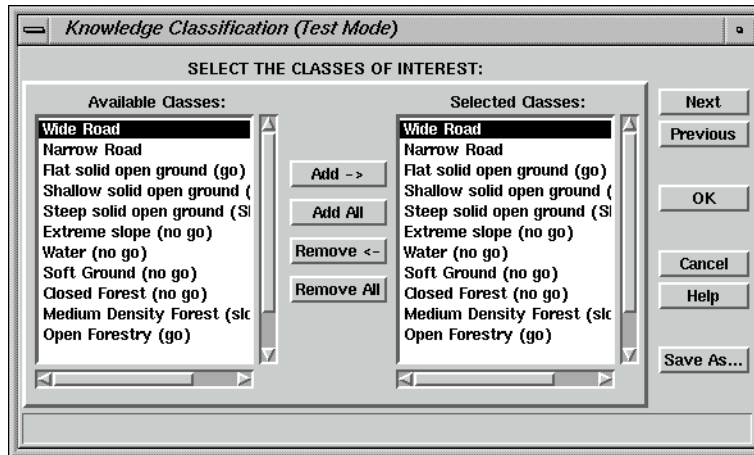 Knowledge Classification (Test Mode)
SELECT THE CLASSES OF INTEREST:
Available Classes:
Wide Road
Narrow Road
Flat solid open ground (go)
Shallow solid open ground (
Steep solid open ground (Sl
Extreme slope (no go)
Water (no go)
Soft Ground (no go)
Closed Forest (no go)
Medium Density Forest (slo
Open Forestry (go)
Add ->
Add All
Remove <-
Remove All
Selected Classes:
Wide Road
Narrow Road
Flat solid open ground (go)
Shallow solid open ground (
Steep solid open ground (Sl
Extreme slope (no go)
Water (no go)
Soft Ground (no go)
Closed Forest (no go)
Medium Density Forest (slo
Open Forestry (go)
Next
Previous
OK
Cancel
Help
Save As...